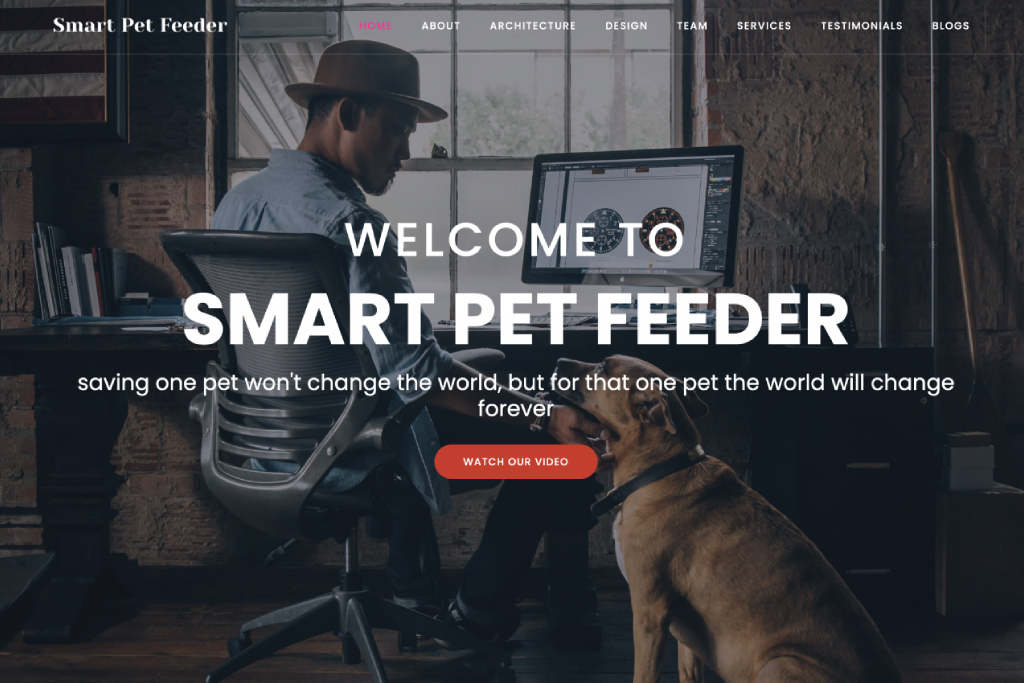 Smart Pet Feeder
HOME ABOUT ARCHITECTURE DESIGN TEAM SERVICES TESTIMONIALS BLOGS
WELCOME TO
SMART PET FEEDER
saving one pet won't change the world, but for that one pet the world will change
forever
WATCH OUR VIDEO